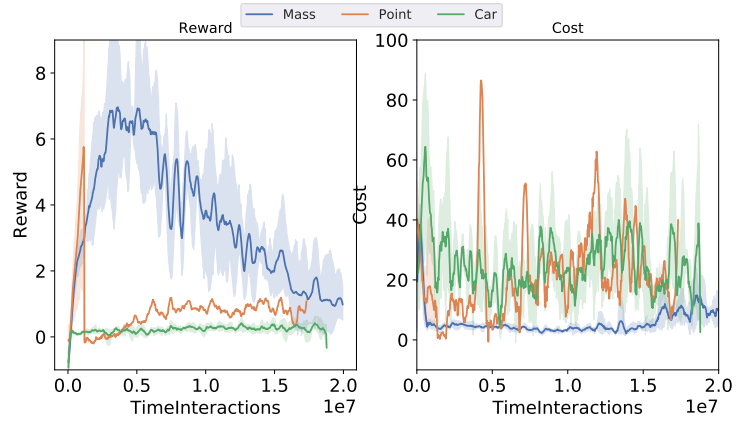 Mass Point Car
Reward Cost
8
6
4
2
0
Reward
0.0 0.5 1.0 1.5 2.0
TimeInteractions 1e7
100
80
60
40
20
0
Cost
0.0 0.5 1.0 1.5 2.0
TimeInteractions 1e7